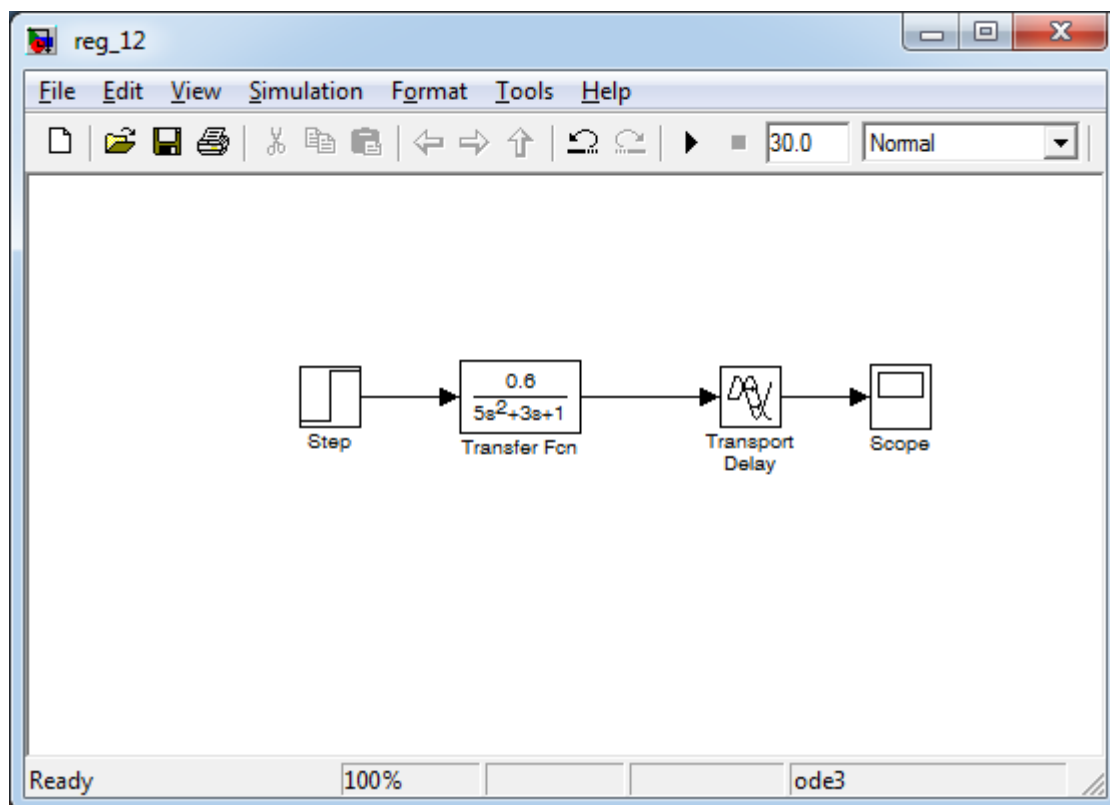 reg_12
File Edit View Simulation Format Tools Help
30.0 Normal
0.6
5s²+3s+1
Step
Transfer Fcn
Transport
Delay
Scope
Ready 100% ode3